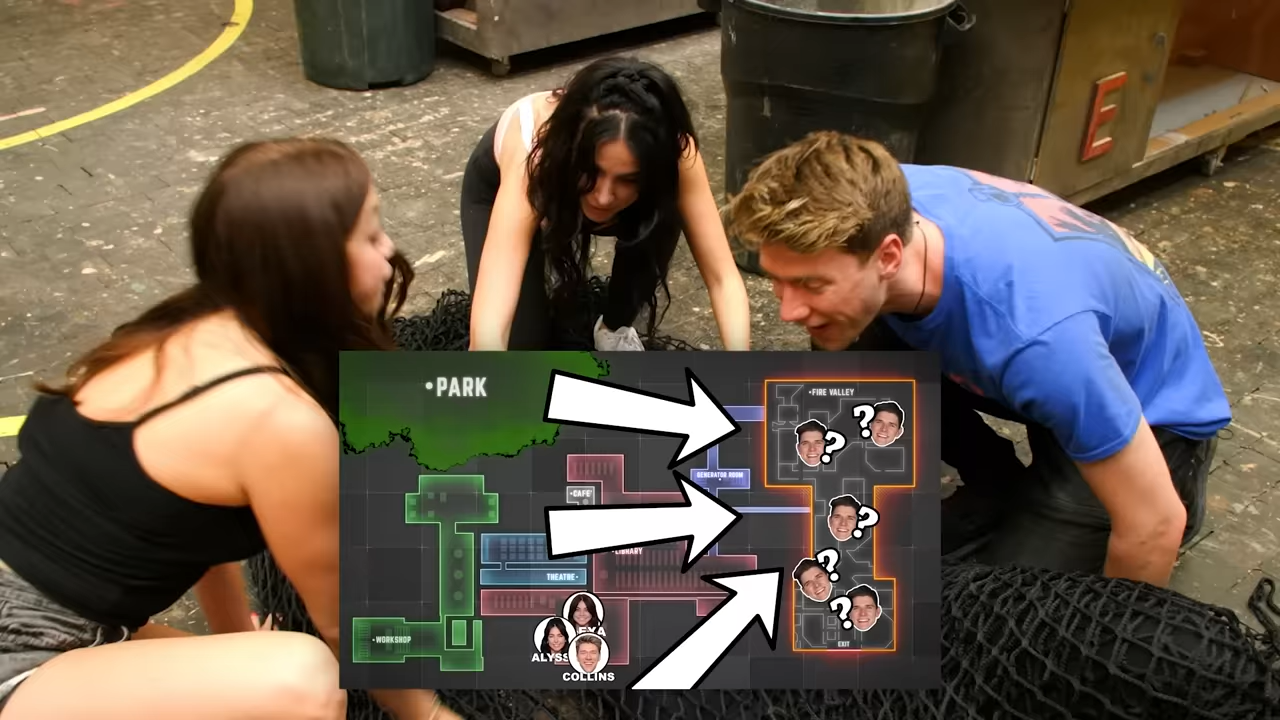 E
•PARK
•FIRE VALLEY
?
?
GENERATOR ROOM
•CAFE'
?
•LIBRARY
?
THEATRE•
?
•WORKSHOP
ALYSS
COLLINS
EXIT